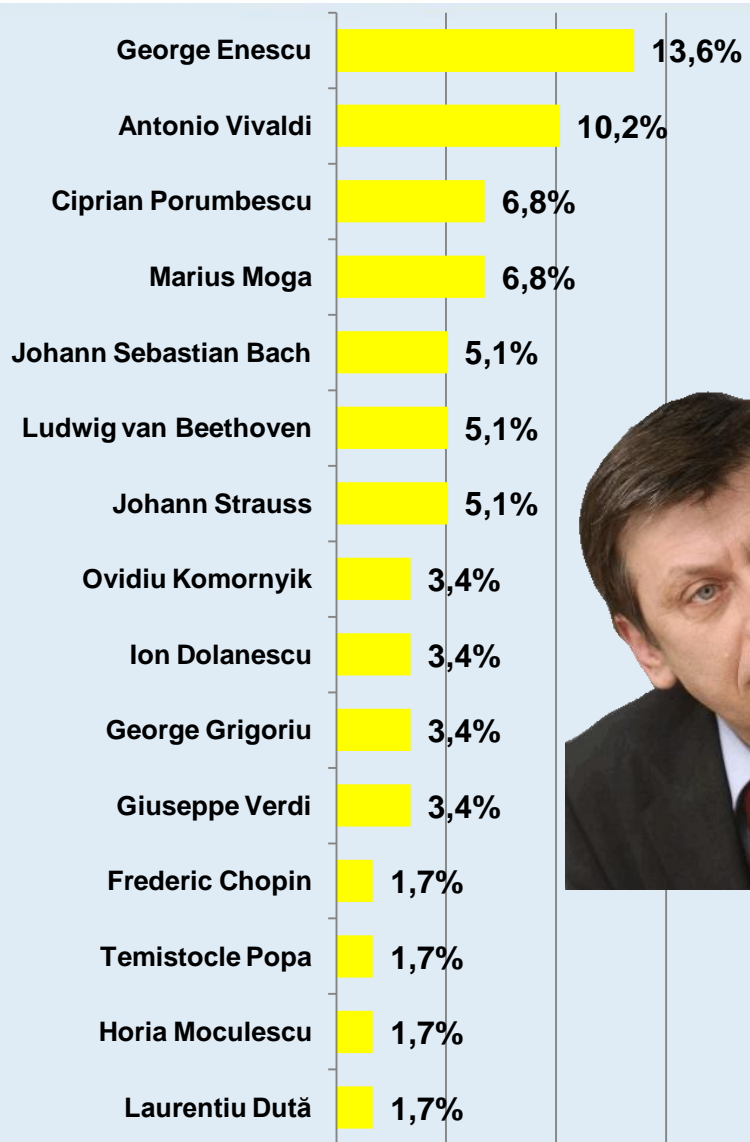 George Enescu 13,6%
Antonio Vivaldi 10,2%
Ciprian Porumbescu 6,8%
Marius Moga 6,8%
Johann Sebastian Bach 5,1%
Ludwig van Beethoven 5,1%
Johann Strauss 5,1%
Ovidiu Komornyik 3,4%
Ion Dolanescu 3,4%
George Grigoriu 3,4%
Giuseppe Verdi 3,4%
Frederic Chopin 1,7%
Temistocle Popa 1,7%
Horia Moculescu 1,7%
Laurentiu Dută 1,7%